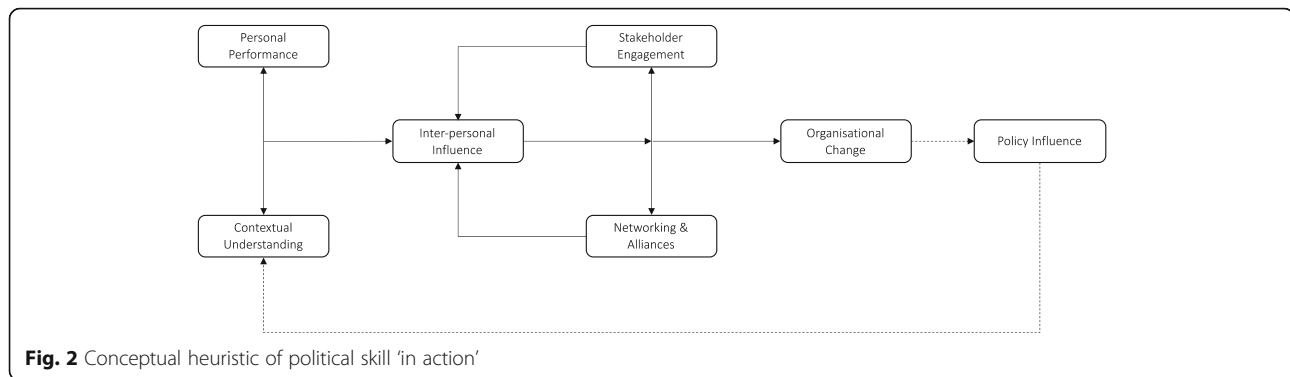 Personal
Performance
Stakeholder
Engagement
Inter-personal
Influence
Organisational
Change
Policy Influence
Contextual
Understanding
Networking &
Alliances
Fig. 2 Conceptual heuristic of political skill ‘in action’